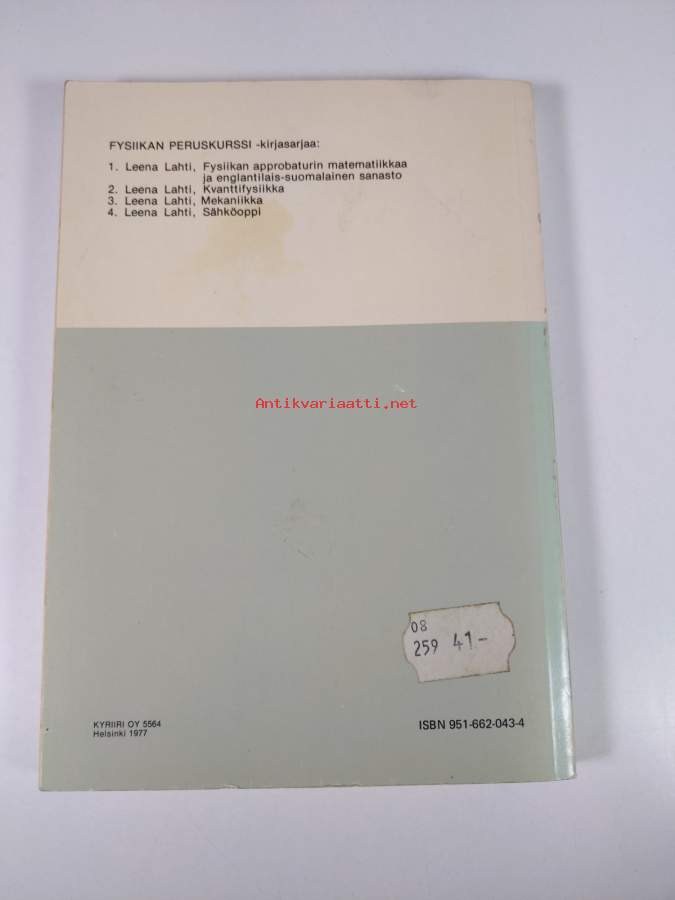 FYSIIKAN PERUSKURSSI -kirjasarjaa:
1. Leena Lahti, Fysiikan approbaturin matematiikkaa
ja englantilais-suomalainen sanasto
2. Leena Lahti, Kvanttifysiikka
3. Leena Lahti, Mekaniikka
4. Leena Lahti, Sähköoppi
Antikvariaatti.net
08
259 41-
KYRIIRI OY 5564
Helsinki 1977
ISBN 951-662-043-4